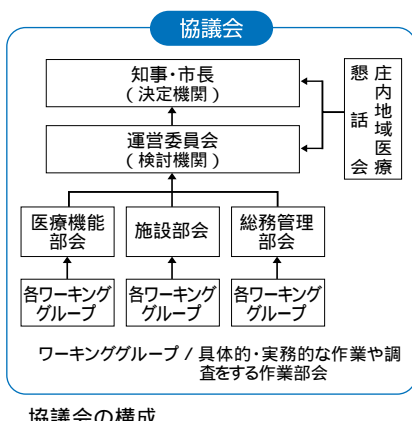 協議会
知事・市長
(決定機関)
運営委員会
(検討機関)
庄内地域医療
懇話会
医療機能
部会
施設部会
総務管理
部会
各ワーキング
グループ
各ワーキング
グループ
各ワーキング
グループ
ワーキンググループ / 具体的・実務的な作業や調
査をする作業部会
協議会の構成